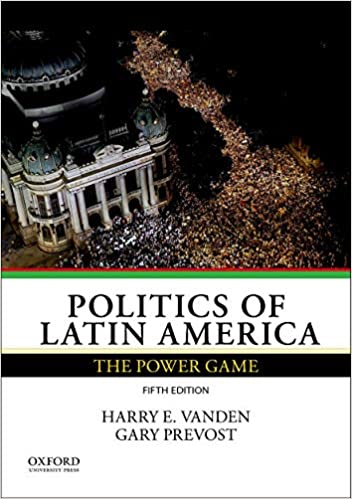 POLITICS OF
LATIN AMERICA
THE POWER GAME
FIFTH EDITION
HARRY E. VANDEN
GARY PREVOST
OXFORD
UNIVERSITY PRESS